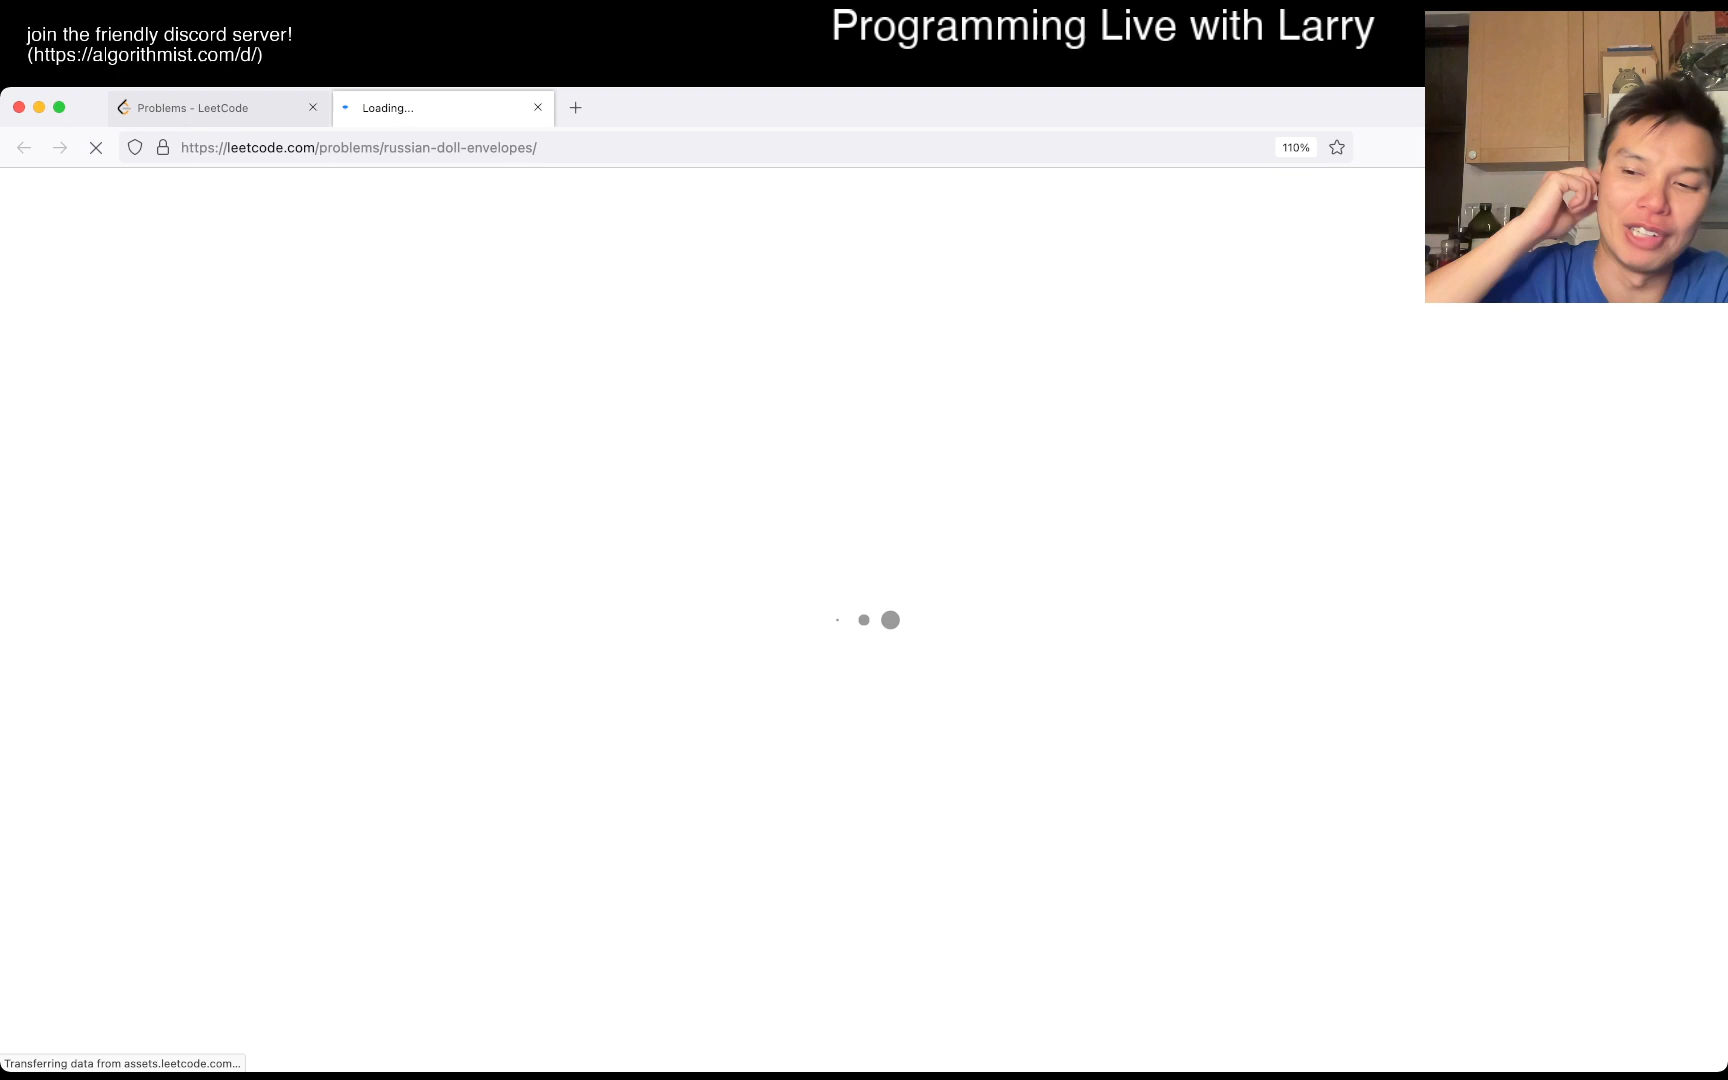 join the friendly discord server!
(https://algorithmist.com/d/)
Programming Live with Larry
Problems - LeetCode
Loading...
https://leetcode.com/problems/russian-doll-envelopes/
110%
Transferring data from assets.leetcode.com...